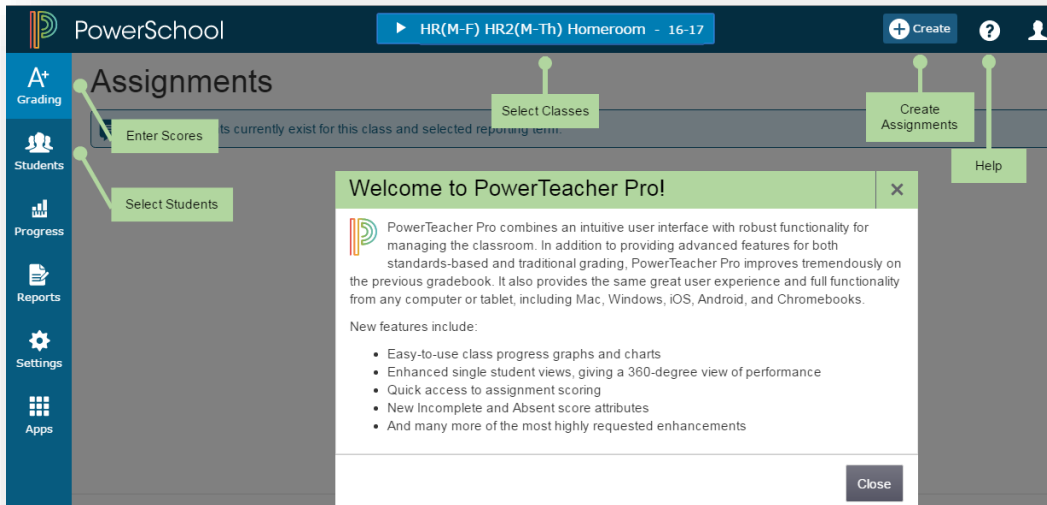 PowerSchool
HR(M-F) HR2(M-Th) Homeroom - 16-17
Create
?
A+
Grading
Students
Progress
Reports
Settings
Apps
Assignments
ts currently exist for this class and selected reporting term.
Enter Scores
Select Students
Select Classes
Create
Assignments
Help
Welcome to PowerTeacher Pro!
×
PowerTeacher Pro combines an intuitive user interface with robust functionality for
managing the classroom. In addition to providing advanced features for both
standards-based and traditional grading, PowerTeacher Pro improves tremendously on
the previous gradebook. It also provides the same great user experience and full functionality
from any computer or tablet, including Mac, Windows, iOS, Android, and Chromebooks.
New features include:
• Easy-to-use class progress graphs and charts
• Enhanced single student views, giving a 360-degree view of performance
• Quick access to assignment scoring
• New Incomplete and Absent score attributes
• And many more of the most highly requested enhancements
Close